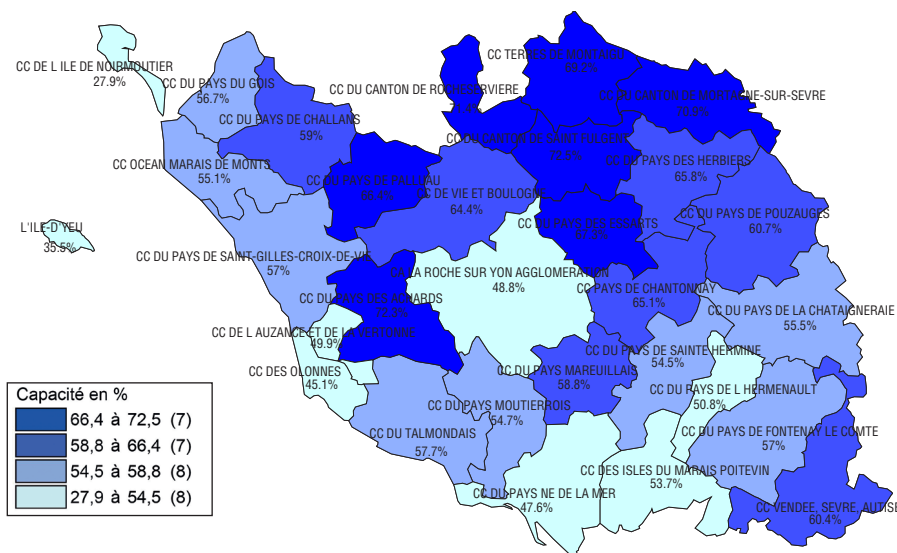 CC TERRES DE MONTAIGU
CC DE L ILE DE NOIRMOUTIER
27.9%
CC DU PAYS DU GOIS
56.7%
CC DU CANTON DE ROCHESERVIERE
CC DU CANTON DE MORTAGNE-SUR-SEVRE
70.9%
CC DU PAYS DE CHALLANS
59%
CC DU CANTON DE SAINT FULGENT
72.5%
CC OCEAN MARAIS DE MONTS
55.1%
CC DU PAYS DES HERBIERS
65.8%
CC DU PAYS DE PALLUAU
68.4%
CC DE VIE ET BOULOGNE
64.4%
L'ILE-D'YEU
35.5%
CC DU PAYS DES ESSARTS
67.3%
CC DU PAYS DE POUZAUGES
60.7%
CC DU PAYS DE SAINT-GILLES-CROIX-DE-VIE
57%
CA LA ROCHE SUR YON AGGLOMERATION
48.8%
CC PAYS DE CHANTONNAY
65.1%
CC DU PAYS DES ACHARDS
CC DU PAYS DE LA CHATAIGNERAIE
55.5%
CC DE L AUZANCE ET DE LA VERTONNE
49.9%
CC DU PAYS DE SAINTE HERMINE
54.5%
CC DES OLONNES
45.1%
CC DU PAYS MAREUILLAIS
58.8%
CC DU PAYS DE L HERMENAULT
50.8%
CC DU PAYS MOUTIERROIS
54.7%
CC DU TALMONDAIS
57.7%
CC DU PAYS DE FONTENAY LE COMTE
57%
CC DES ISLES DU MARAIS POITEVIN
53.7%
CC DU PAYS NE DE LA MER
47.6%
CC VENDEE, SEVRE, AUTISE
60.4%
Capacité en %
66,4 à 72,5 (7)
58,8 à 66,4 (7)
54,5 à 58,8 (8)
27,9 à 54,5 (8)